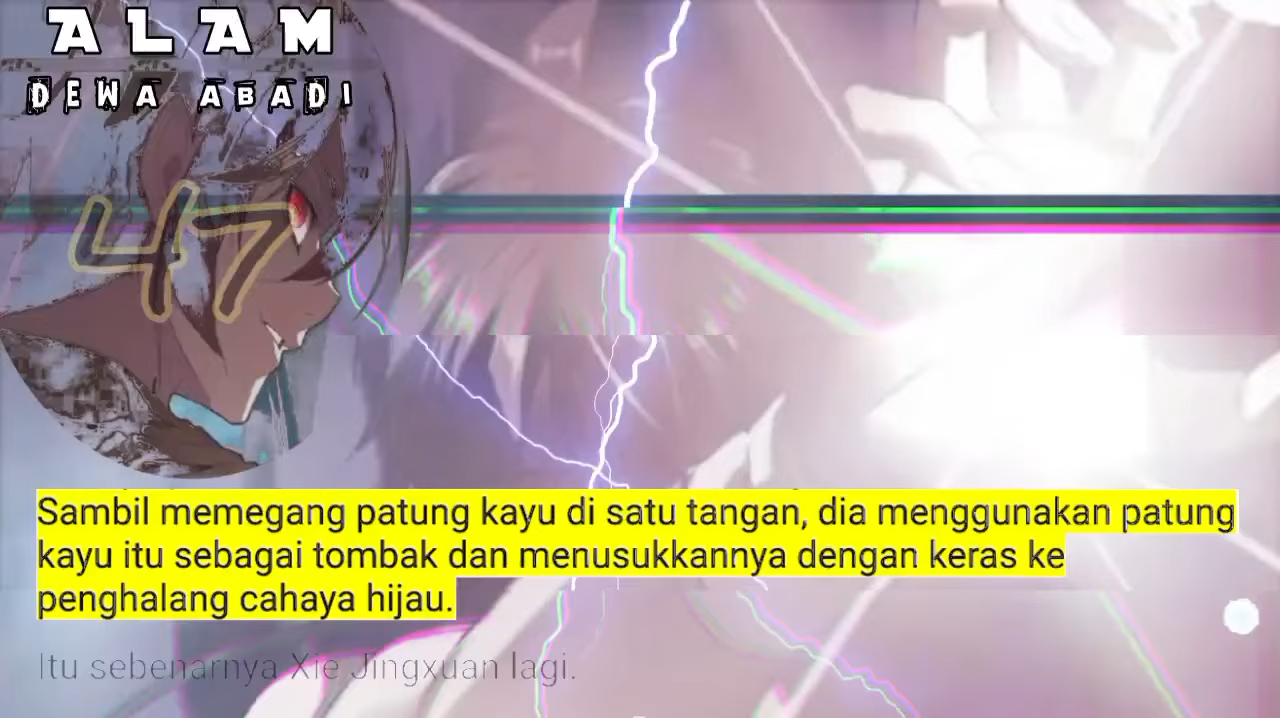 ALAM
DEWA ABADI
47
Sambil memegang patung kayu di satu tangan, dia menggunakan patung
kayu itu sebagai tombak dan menusukkannya dengan keras ke
penghalang cahaya hijau.
Itu sebenarnya Xie Jingxuan lagi.